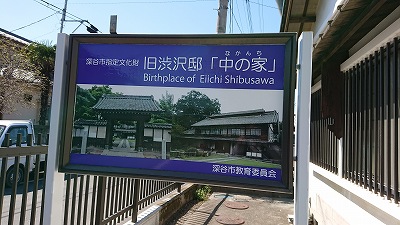 深谷市指定文化財 旧渋沢邸「中の家」
なかんち
Birthplace of Eiichi Shibusawa
深谷市教育委員会